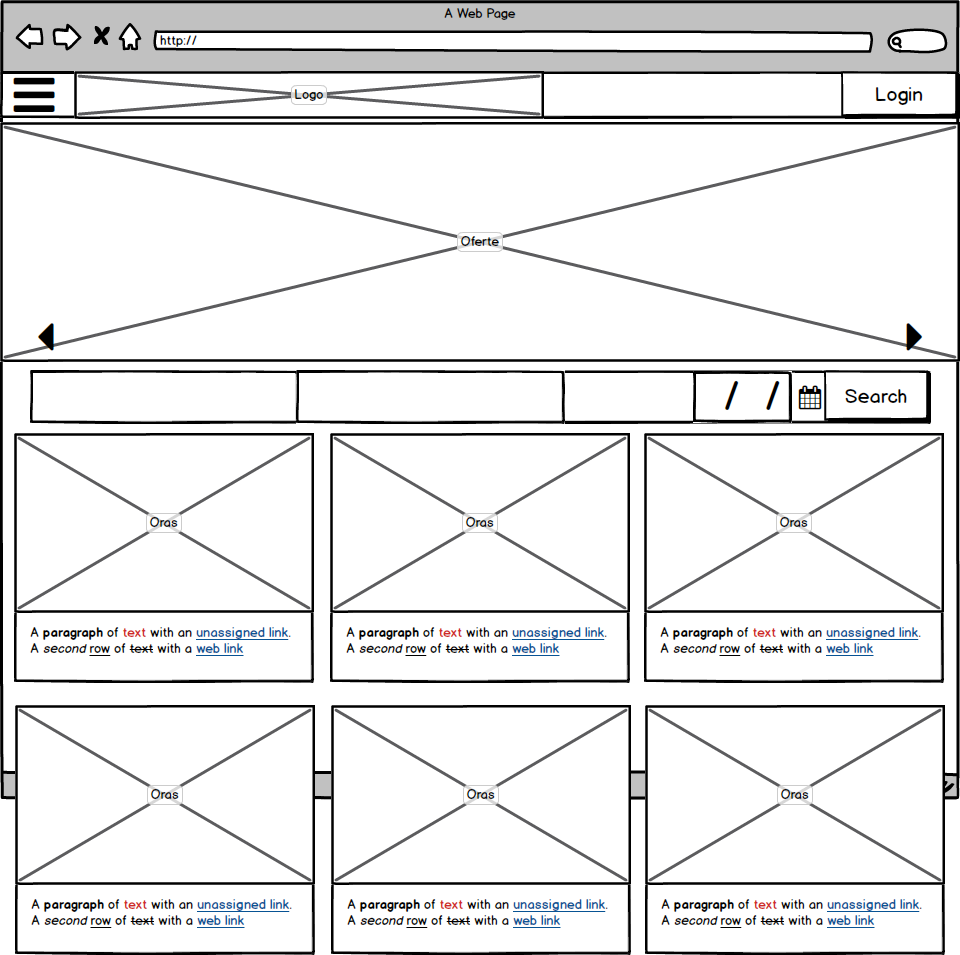 A Web Page
http://
Logo
Login
Oferte
/ /
Search
Oras
Oras
Oras
A paragraph of text with an unassigned link.
A second row of text with a web link
A paragraph of text with an unassigned link.
A second row of text with a web link
A paragraph of text with an unassigned link.
A second row of text with a web link
Oras
Oras
Oras
A paragraph of text with an unassigned link.
A second row of text with a web link
A paragraph of text with an unassigned link.
A second row of text with a web link
A paragraph of text with an unassigned link.
A second row of text with a web link